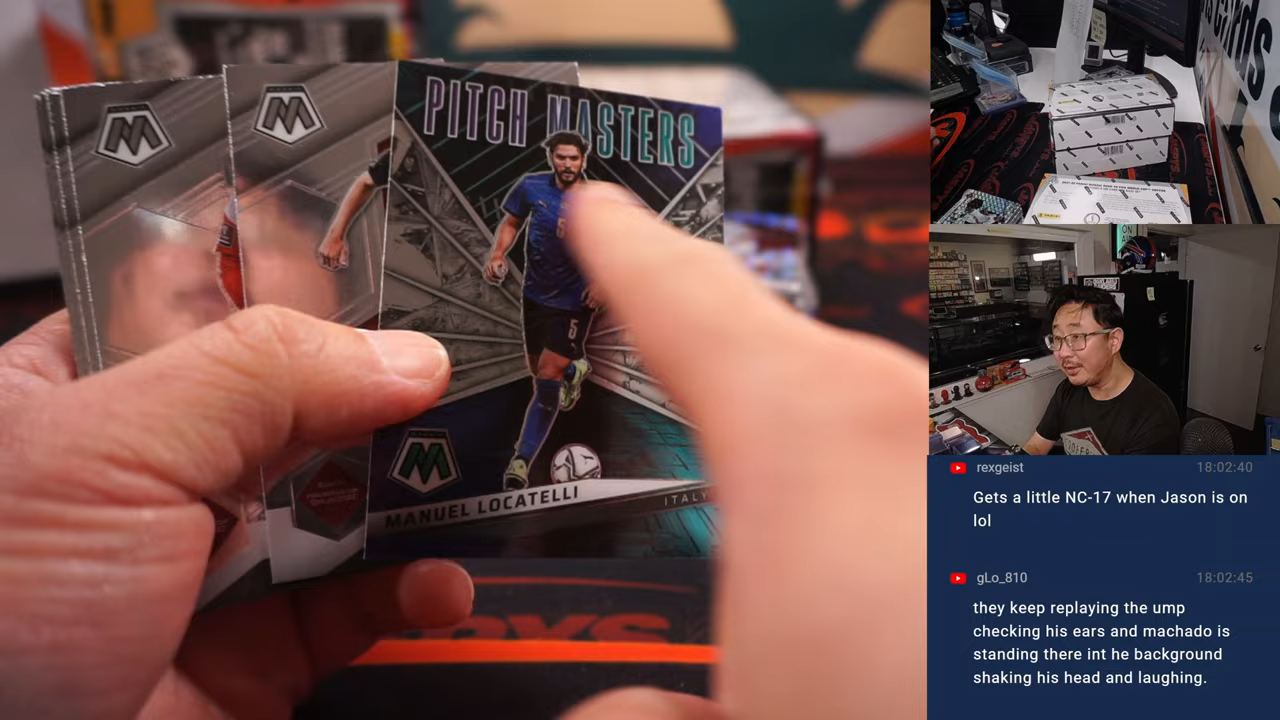 PITCH MASTERS
5
5
MANUEL LOCATELLI
ITALY
rexgeist
18:02:40
Gets a little NC-17 when Jason is on
lol
gLo_810
18:02:45
they keep replaying the ump
checking his ears and machado is
standing there int he background
shaking his head and laughing.